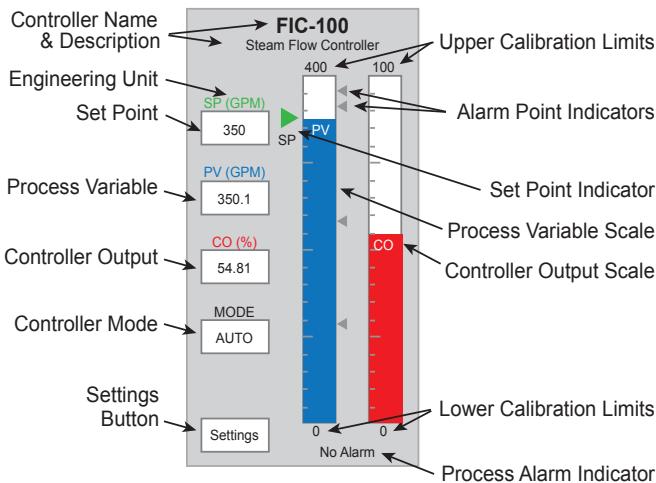 Controller Name
& Description
FIC-100
Steam Flow Controller
Upper Calibration Limits
400
100
Engineering Unit
SP (GPM)
Alarm Point Indicators
Set Point
350
SP
PV
Set Point Indicator
PV (GPM)
Process Variable
350.1
Process Variable Scale
CO (%)
CO
Controller Output
54.81
Controller Output Scale
MODE
Controller Mode
AUTO
Settings
Button
Settings
Lower Calibration Limits
0
0
No Alarm
Process Alarm Indicator